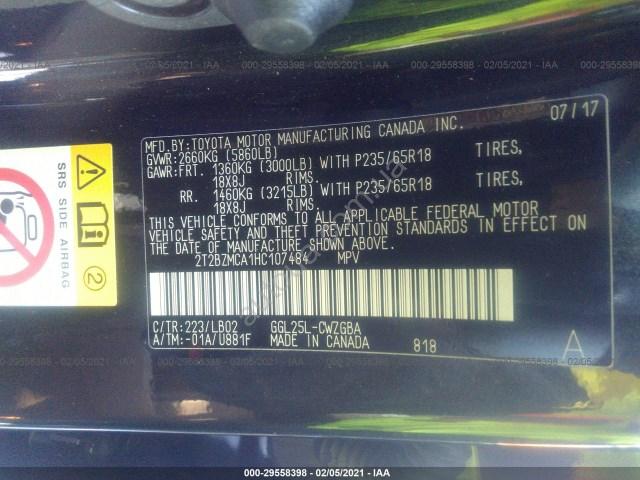 000-29558398 - 02/05/2021 - IAA
07/17
MFD.BY:TOYOTA MOTOR MANUFACTURING CANADA INC.
GVWR:2660KG (5860LB)
GAWR:FRT. 1360KG (3000LB) WITH P235/65R18 TIRES,
18X8J RIMS.
RR. 1460KG (3215LB) WITH P235/65R18 TIRES,
18X8J RIMS.
THIS VEHICLE CONFORMS TO ALL APPLICABLE FEDERAL MOTOR
VEHICLE SAFETY AND THEFT PREVENTION STANDARDS IN EFFECT ON
THE DATE OF MANUFACTURE SHOWN ABOVE.
2T2BZMCA1HC107484 MPV
C/TR:223/LB02 GGL25L-CWZGBA
A/TM:-01A/U881F MADE IN CANADA 818
A
SRS SIDE AIRBAG
2
000-29558398 - 02/05/2021 - IAA